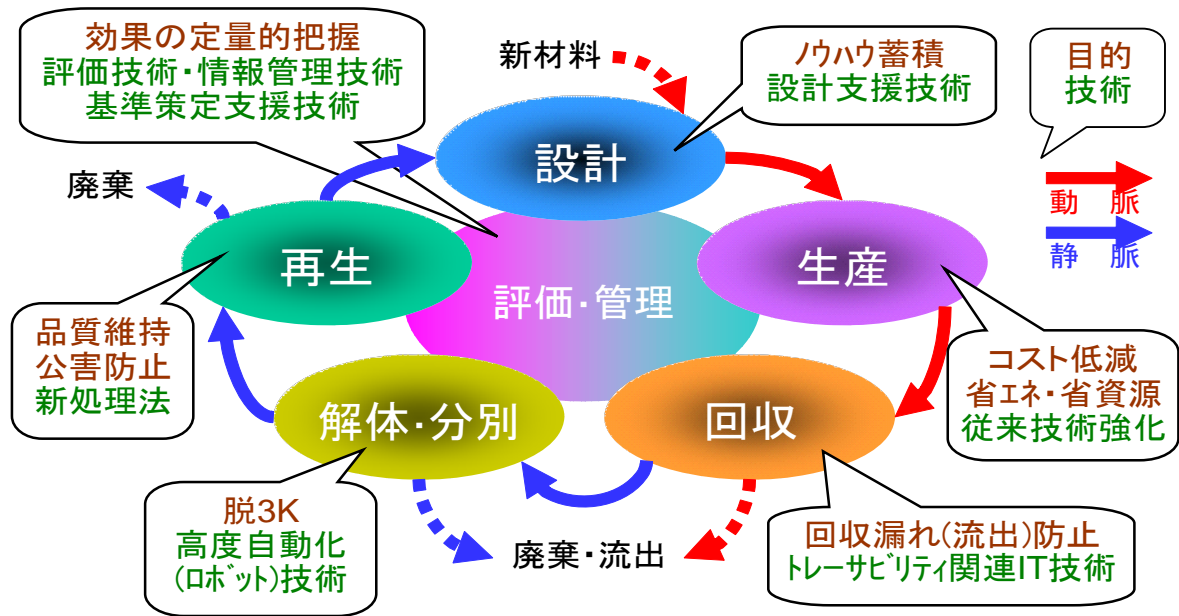 効果の定量的把握
評価技術・情報管理技術
基準策定支援技術
新材料
ﾉｳﾊｳ蓄積
設計支援技術
目的
技術
動　脈
静　脈
設計
廃棄
再生
生産
評価・管理
品質維持
公害防止
新処理法
コスト低減
省ｴﾈ・省資源
従来技術強化
解体・分別
回収
脱3K
高度自動化
(ﾛﾎﾞｯﾄ)技術
廃棄・流出
回収漏れ(流出)防止
ﾄﾚｰｻﾋﾞﾘﾃｨ関連IT技術